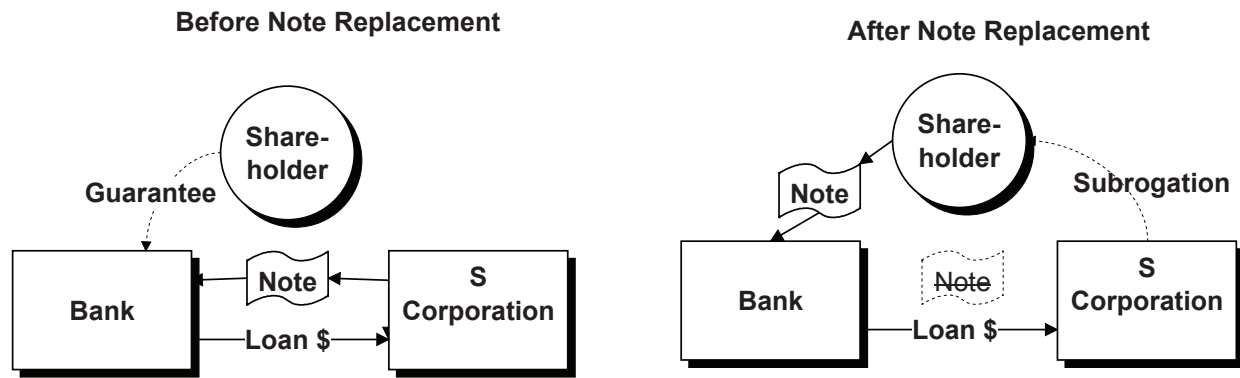 Before Note Replacement
Share-
holder
Guarantee
Bank
Note
Loan $
S
Corporation
After Note Replacement
Share-
holder
Note
Subrogation
Bank
Note
Loan $
S
Corporation